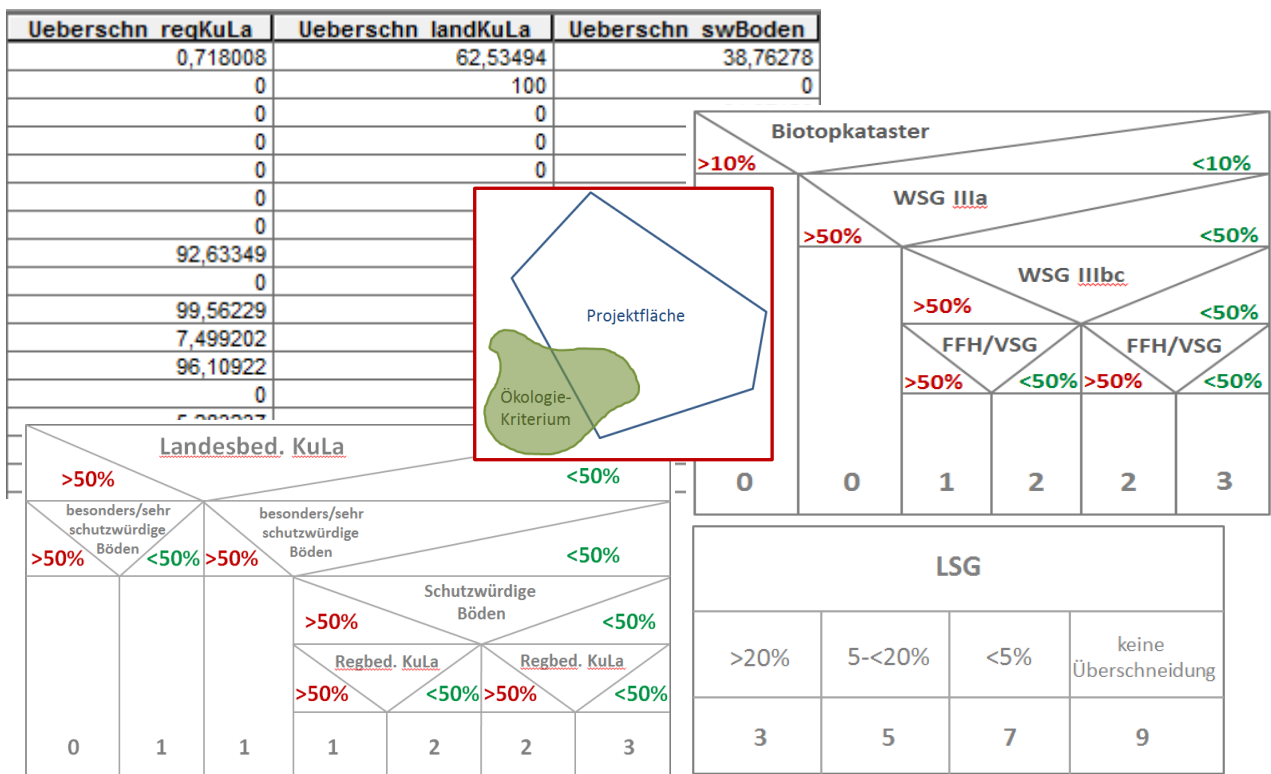 Ueberschn_regKuLa Ueberschn_landKuLa Ueberschn_swBoden
0,718008 62,53494 38,76278
0 100 0
0 0
0 0
0 0
0
0
92,63349
0
99,56229
7,499202
96,10922
0
Projektfläche
Ökologie-
Kriterium
Biotopkataster
>10% <10%
WSG IIIa
>50% <50%
WSG IIIbc
>50% <50%
FFH/VSG FFH/VSG
>50% <50% >50% <50%
0 0 1 2 2 3
Landesbed. KuLa
>50% <50%
besonders/sehr
schutzwürdige
Böden
>50% <50%
besonders/sehr
schutzwürdige
Böden
>50% <50%
Schutzwürdige
Böden
>50% <50%
Regbed. KuLa Regbed. KuLa
>50% <50% >50% <50%
0 1 1 1 2 2 3
LSG
>20% 5-<20% <5% keine
Überschneidung
3 5 7 9